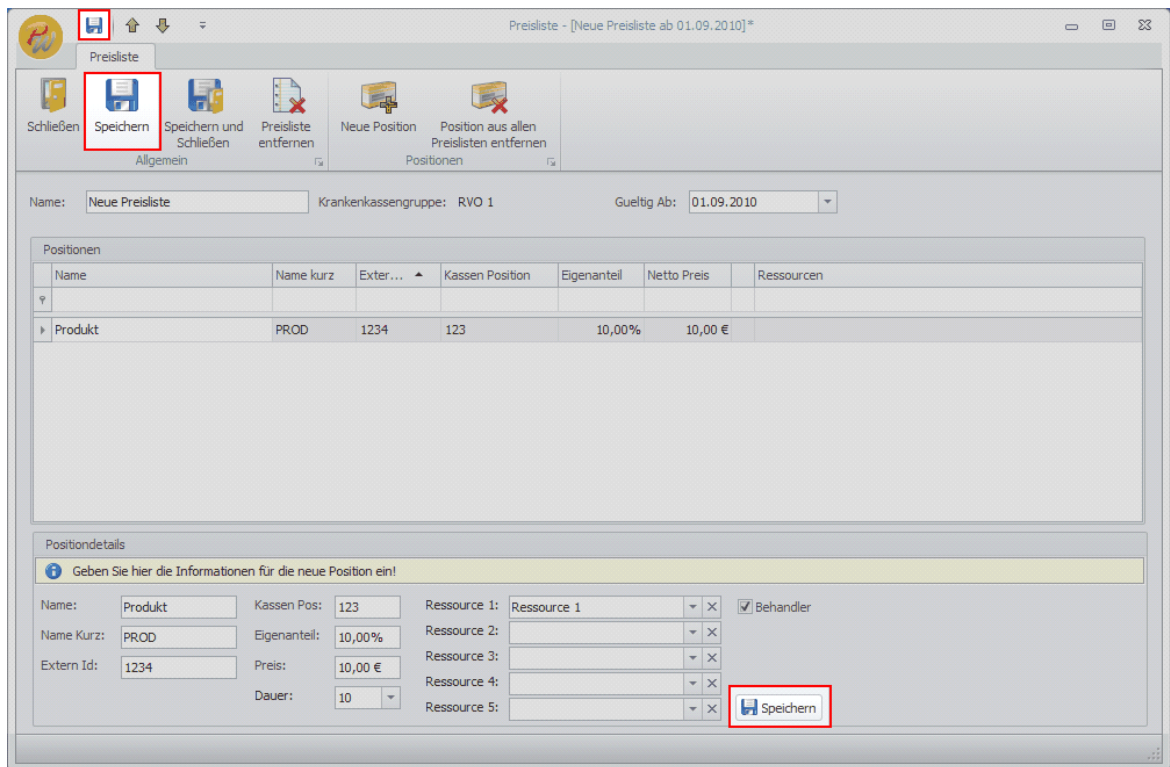 Preisliste - [Neue Preisliste ab 01.09.2010]*
Preisliste
Schließen
Speichern
Speichern und
Schließen
Preisliste
entfernen
Neue Position
Position aus allen
Preislisten entfernen
Allgemein
Positionen
Name: Neue Preisliste Krankenkassengruppe: RVO 1 Gueltig Ab: 01.09.2010
Positionen
Name Name kurz Exter... Kassen Position Eigenanteil Netto Preis Ressourcen
Produkt PROD 1234 123 10,00% 10,00 €
Positiondetails
Geben Sie hier die Informationen für die neue Position ein!
Name: Produkt Kassen Pos: 123 Ressource 1: Ressource 1 Behandler
Name Kurz: PROD Eigenanteil: 10,00% Ressource 2:
Extern Id: 1234 Preis: 10,00 € Ressource 3:
Dauer: 10 Ressource 4:
Ressource 5: Speichern